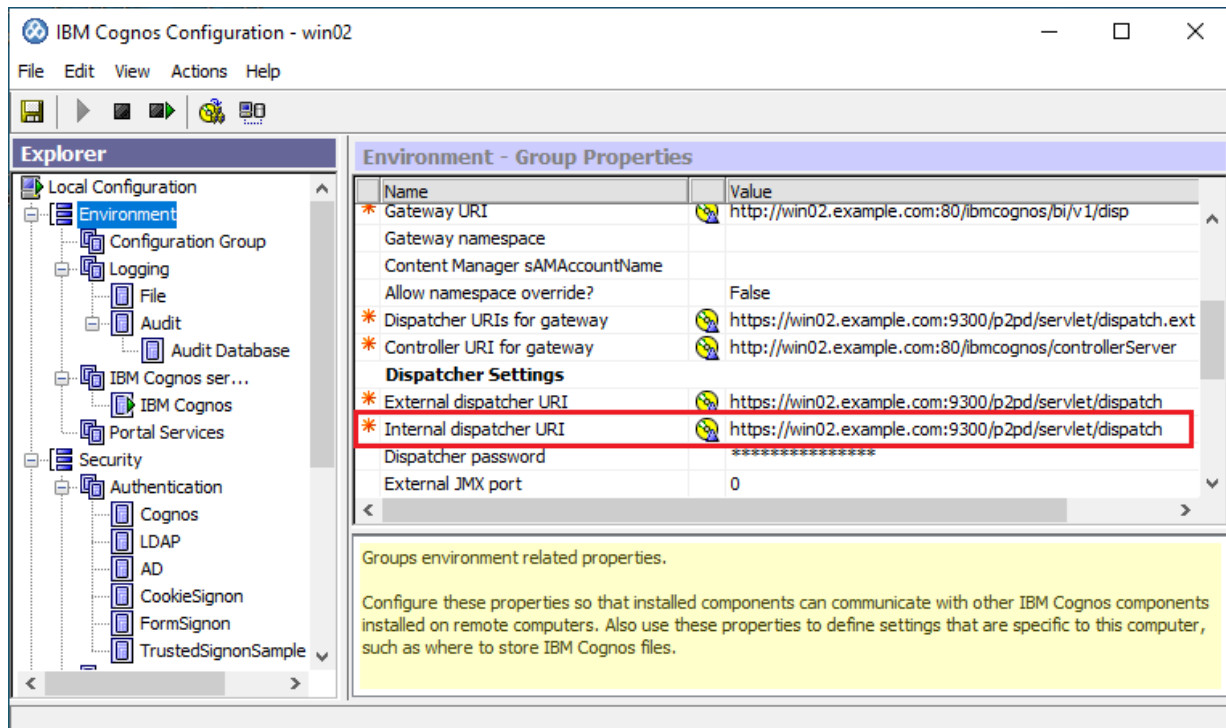 IBM Cognos Configuration - win02
File Edit View Actions Help
Explorer
Local Configuration
Environment
Configuration Group
Logging
File
Audit
Audit Database
IBM Cognos ser...
IBM Cognos
Portal Services
Security
Authentication
Cognos
LDAP
AD
CookieSignon
FormSignon
TrustedSignonSample
Environment - Group Properties
Name Value
* Gateway URI http://win02.example.com:80/ibmcognos/bi/v1/disp
Gateway namespace
Content Manager sAMAccountName
Allow namespace override? False
* Dispatcher URIs for gateway https://win02.example.com:9300/p2pd/servlet/dispatch.ext
* Controller URI for gateway http://win02.example.com:80/ibmcognos/controllerServer
Dispatcher Settings
* External dispatcher URI https://win02.example.com:9300/p2pd/servlet/dispatch
* Internal dispatcher URI https://win02.example.com:9300/p2pd/servlet/dispatch
Dispatcher password ***************
External JMX port 0
Groups environment related properties.
Configure these properties so that installed components can communicate with other IBM Cognos components
installed on remote computers. Also use these properties to define settings that are specific to this computer,
such as where to store IBM Cognos files.